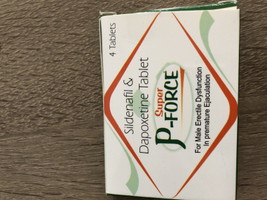 4 Tablets
Sildenafil &
Dapoxetine Tablet
Super
P-FORCE
For Male Erectile Dysfunction
In premature Ejaculation